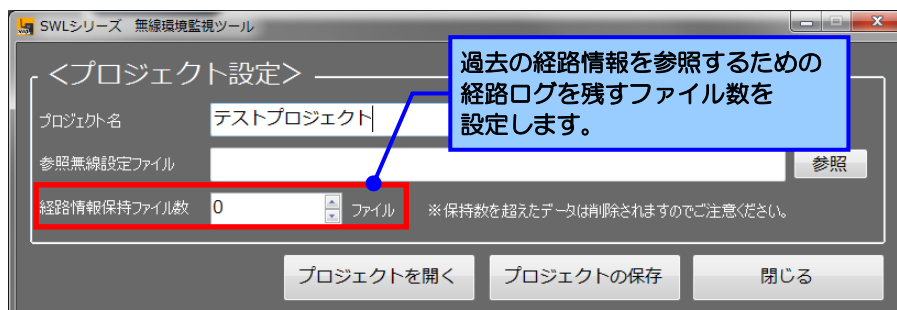 SWLシリーズ 無線環境監視ツール
＜プロジェクト設定＞
過去の経路情報を参照するための
経路ログを残すファイル数を
設定します。
プロジェクト名 テストプロジェクト
参照無線設定ファイル 参照
経路情報保持ファイル数 0 ファイル ※保持数を超えたデータは削除されますのでご注意ください。
プロジェクトを開く プロジェクトの保存 閉じる